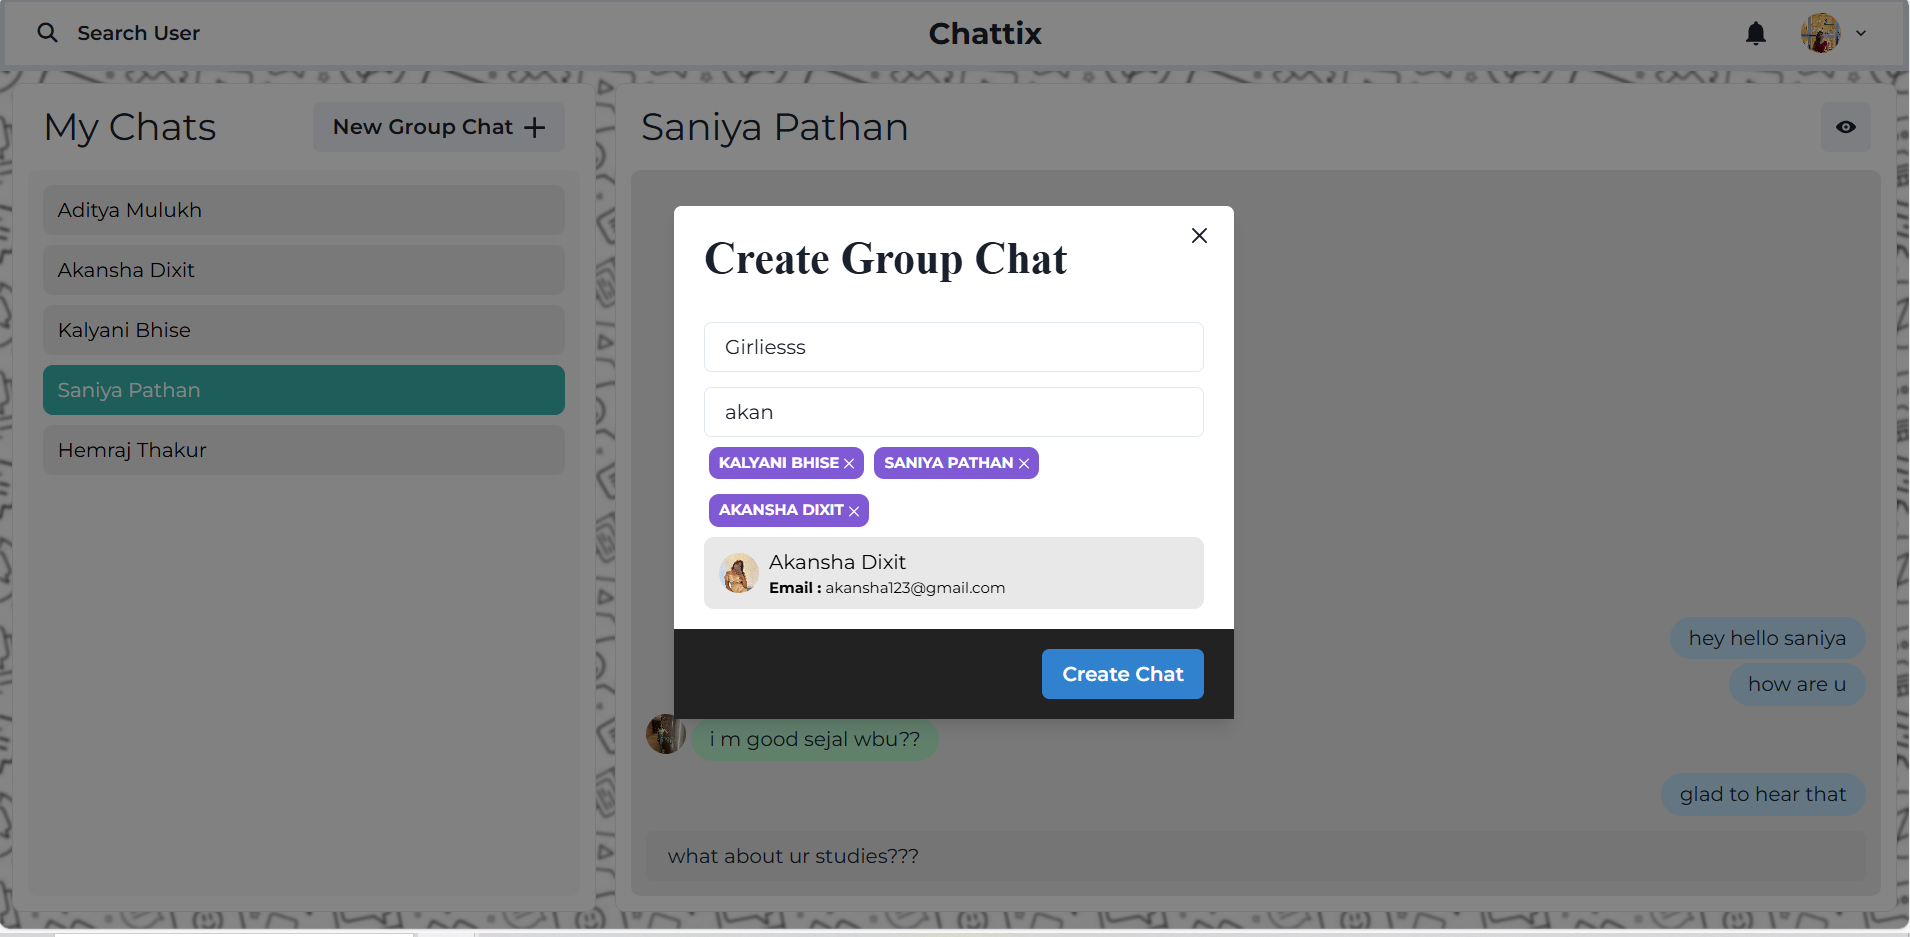 Search User
Chattix
My Chats
New Group Chat
Saniya Pathan
Aditya Mulukh
Akansha Dixit
Kalyani Bhise
Saniya Pathan
Hemraj Thakur
Create Group Chat
Girliesss
akan
KALYANI BHISE
SANIYA PATHAN
AKANSHA DIXIT
Akansha Dixit
Email : akansha123@gmail.com
Create Chat
hey hello saniya
how are u
i m good sejal wbu??
glad to hear that
what about ur studies???